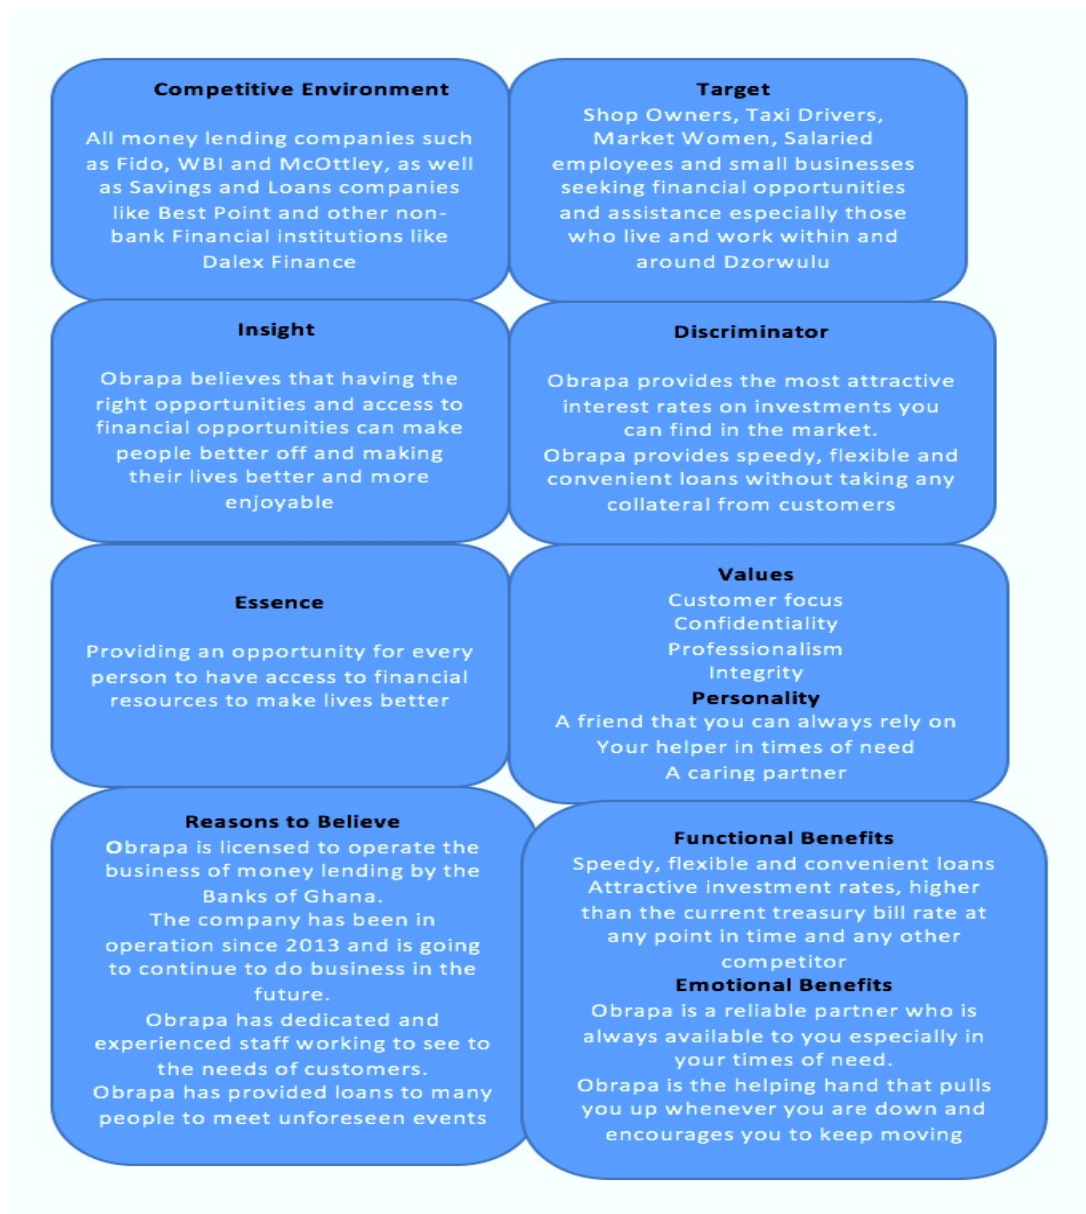 Competitive Environment
All money lending companies such
as Fido, WBI and McOttley, as well
as Savings and Loans companies
like Best Point and other non-
bank Financial institutions like
Dalex Finance
Target
Shop Owners, Taxi Drivers,
Market Women, Salaried
employees and small businesses
seeking financial opportunities
and assistance especially those
who live and work within and
around Dzorwulu
Insight
Obrapa believes that having the
right opportunities and access to
financial opportunities can make
people better off and making
their lives better and more
enjoyable
Discriminator
Obrapa provides the most attractive
interest rates on investments you
can find in the market.
Obrapa provides speedy, flexible and
convenient loans without taking any
collateral from customers
Essence
Providing an opportunity for every
person to have access to financial
resources to make lives better
Values
Customer focus
Confidentiality
Professionalism
Integrity
Personality
A friend that you can always rely on
Your helper in times of need
A caring partner
Reasons to Believe
Obrapa is licensed to operate the
business of money lending by the
Banks of Ghana.
The company has been in
operation since 2013 and is going
to continue to do business in the
future.
Obrapa has dedicated and
experienced staff working to see to
the needs of customers.
Obrapa has provided loans to many
people to meet unforeseen events
Functional Benefits
Speedy, flexible and convenient loans
Attractive investment rates, higher
than the current treasury bill rate at
any point in time and any other
competitor
Emotional Benefits
Obrapa is a reliable partner who is
always available to you especially in
your times of need.
Obrapa is the helping hand that pulls
you up whenever you are down and
encourages you to keep moving